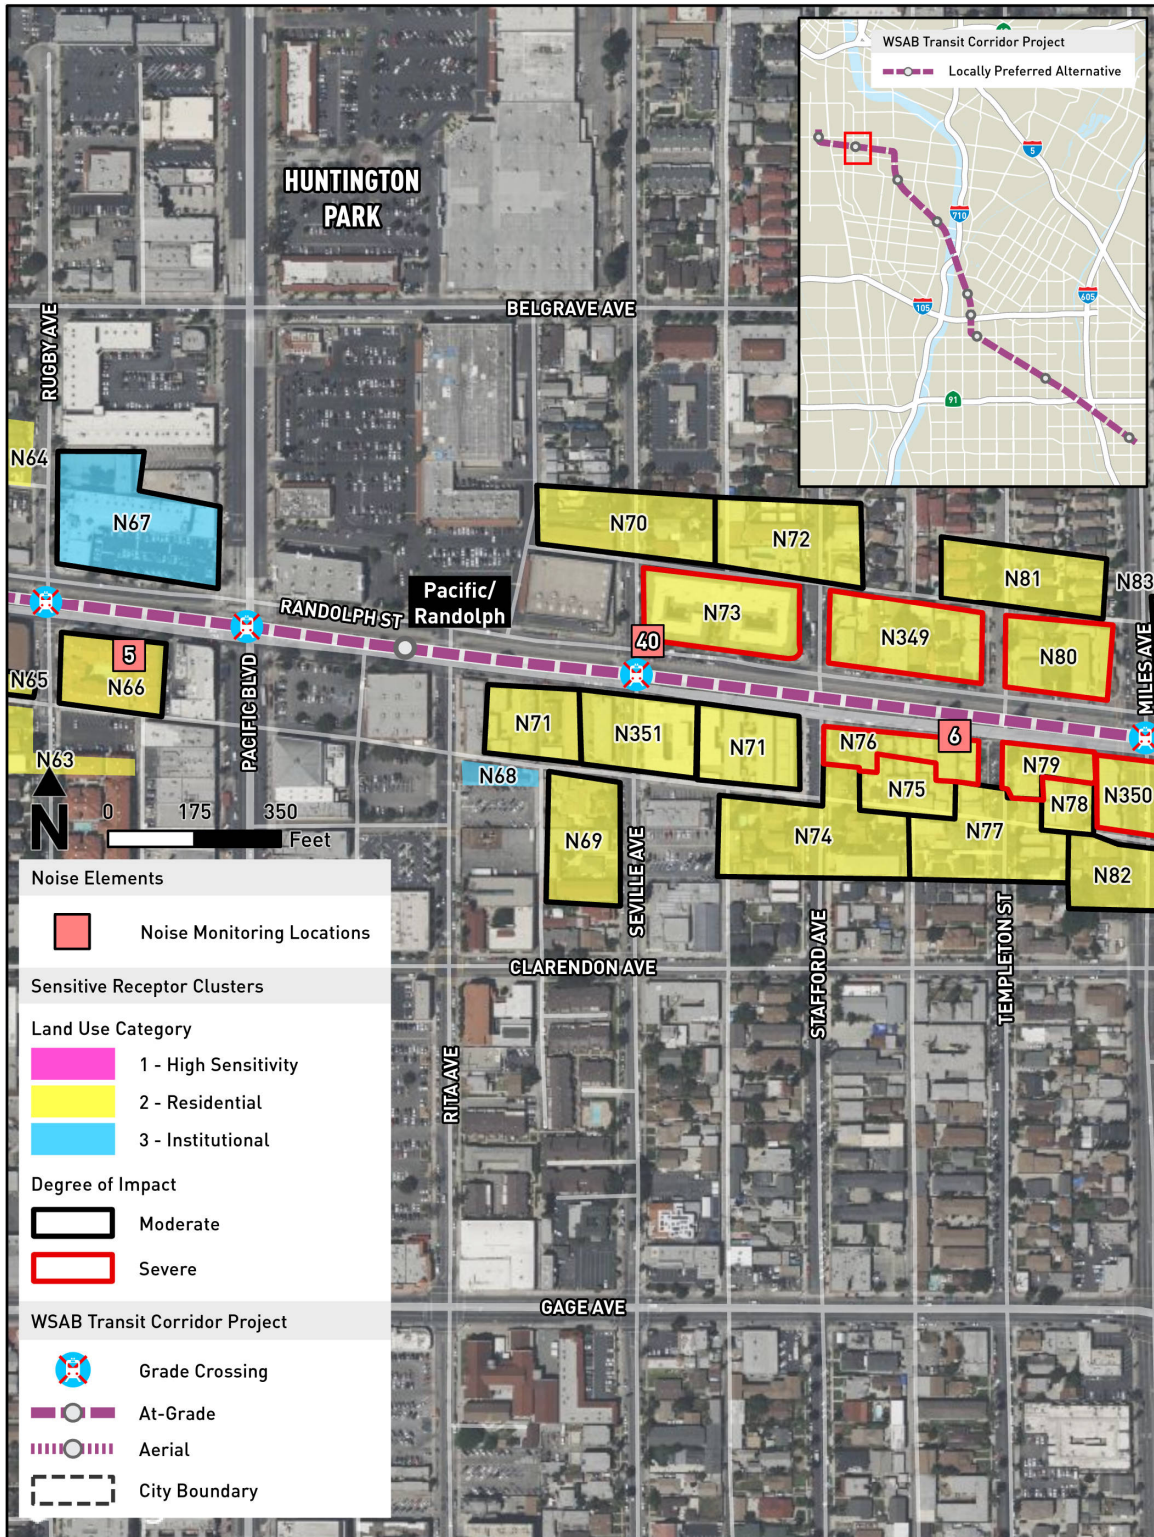 WSAB Transit Corridor Project
Locally Preferred Alternative
5
710
105
605
91
HUNTINGTON
PARK
BELGRAVE AVE
RUGBY AVE
N64
N67
N70
N72
N81
N83
Pacific/
Randolph
RANDOLPH ST
N73
N349
N80
40
5
N66
N65
PACIFIC BLVD
MILES AVE
N71
N351
N71
N76
6
N79
N350
N63
N68
N75
N78
N
0 175 350
Feet
N69
N74
N77
N82
SEVILLE AVE
STAFFORD AVE
TEMPLETON ST
CLARENDON AVE
RITA AVE
GAGE AVE
Noise Elements
Noise Monitoring Locations
Sensitive Receptor Clusters
Land Use Category
1 - High Sensitivity
2 - Residential
3 - Institutional
Degree of Impact
Moderate
Severe
WSAB Transit Corridor Project
Grade Crossing
At-Grade
Aerial
City Boundary